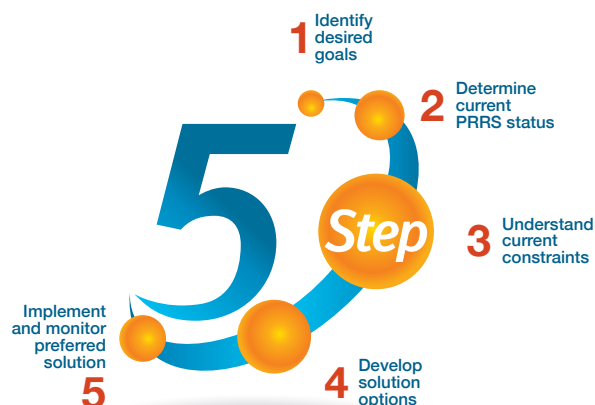 1 Identify
desired
goals
2 Determine
current
PRRS status
5 Step
3 Understand
current
constraints
4 Develop
solution
options
Implement
and monitor
preferred
solution
5